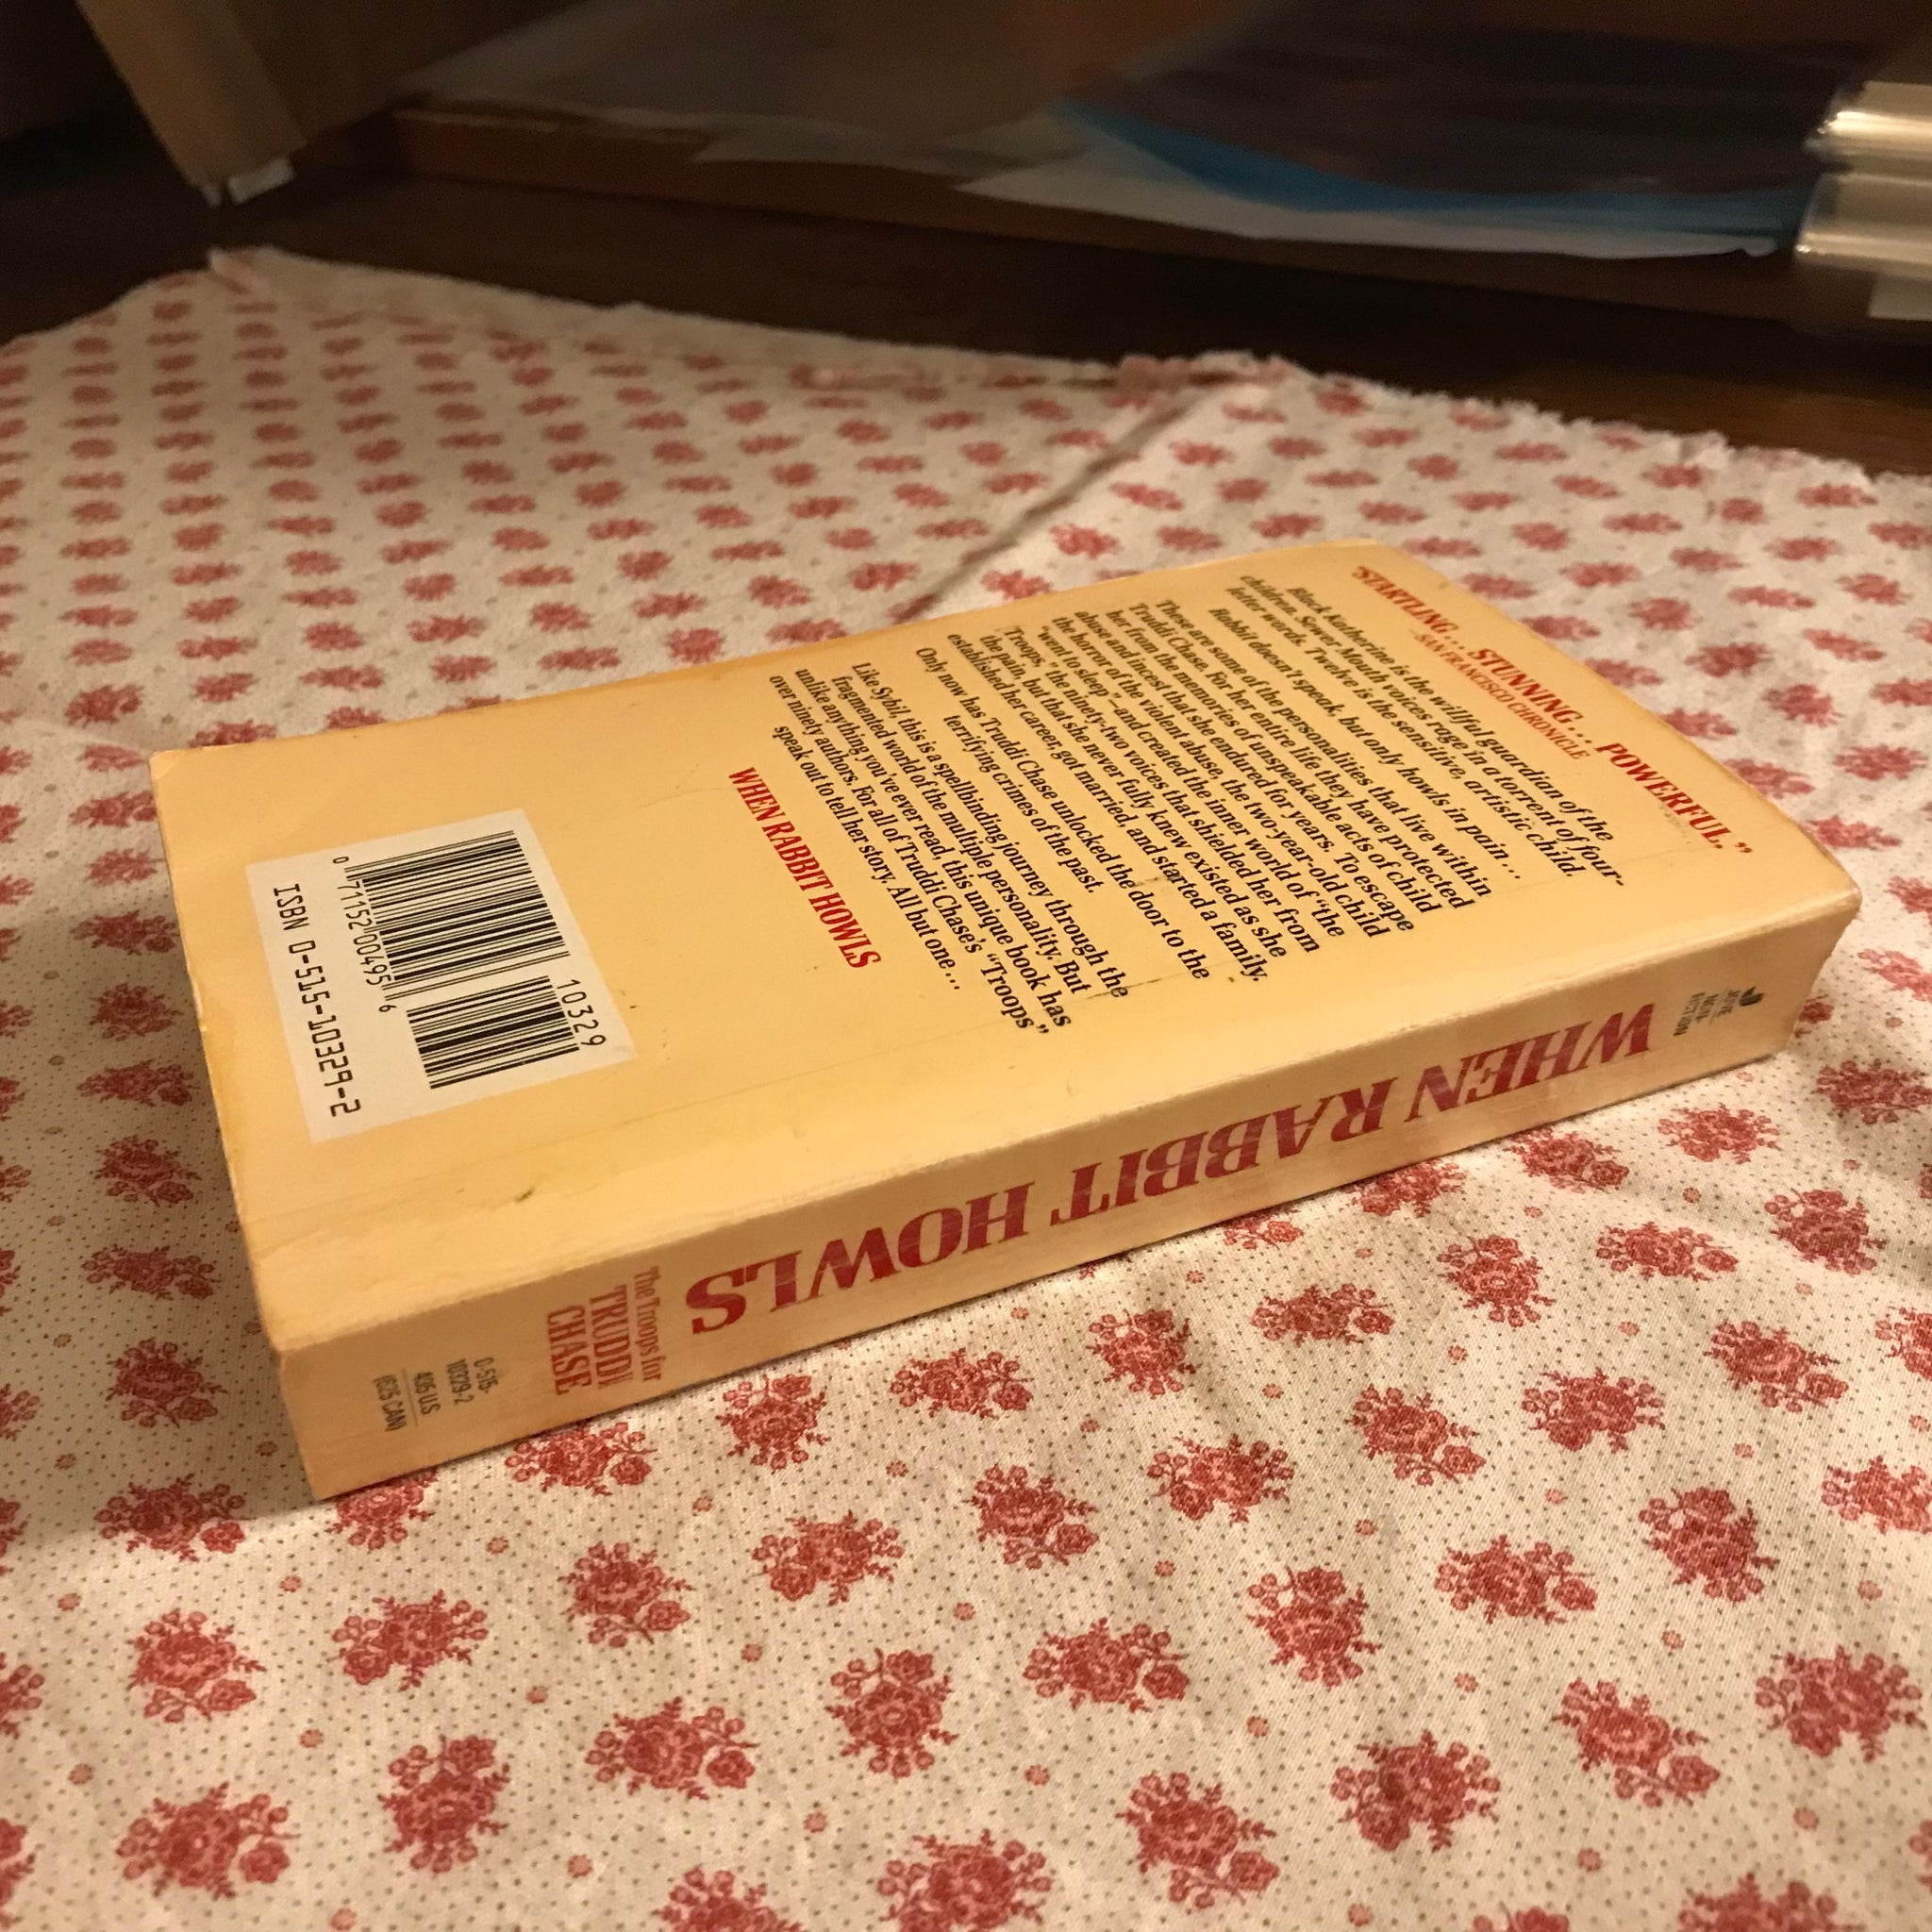 "STARTLING... STUNNING... POWERFUL."
-SAN FRANCISCO CHRONICLE
Black Katherine is the willful guardian of the
children. Sewer Mouth voices rage in a torrent of four-
letter words. Twelve is the sensitive, artistic child.
Rabbit doesn't speak, but only howls in pain...
These are some of the personalities that live within
Truddi Chase. For her entire life they have protected
her from the memories of unspeakable acts of child
abuse and incest that she endured for years. To escape
the horror of the violent abuse, the two-year-old child
"went to sleep"—and created the inner world of "the
Troops," the ninety-two voices that shielded her from
the pain, but that she never fully knew existed as she
established her career, got married, and started a family.
Only now has Truddi Chase unlocked the door to the
terrifying crimes of the past.
Like Sybil, this is a spellbinding journey through the
fragmented world of the multiple personality. But
unlike anything you've ever read, this unique book has
over ninety authors. For all of Truddi Chase's "Troops"
speak out to tell her story. All but one...
WHEN RABBIT HOWLS
0 71152 00495 6
10329
ISBN 0-515-10329-2
JOVE
NON-
FICTION
WHEN RABBIT HOWLS
The Troops for
TRUDDI
CHASE
0-515-
10329-2
495 U.S
(625 CAN)